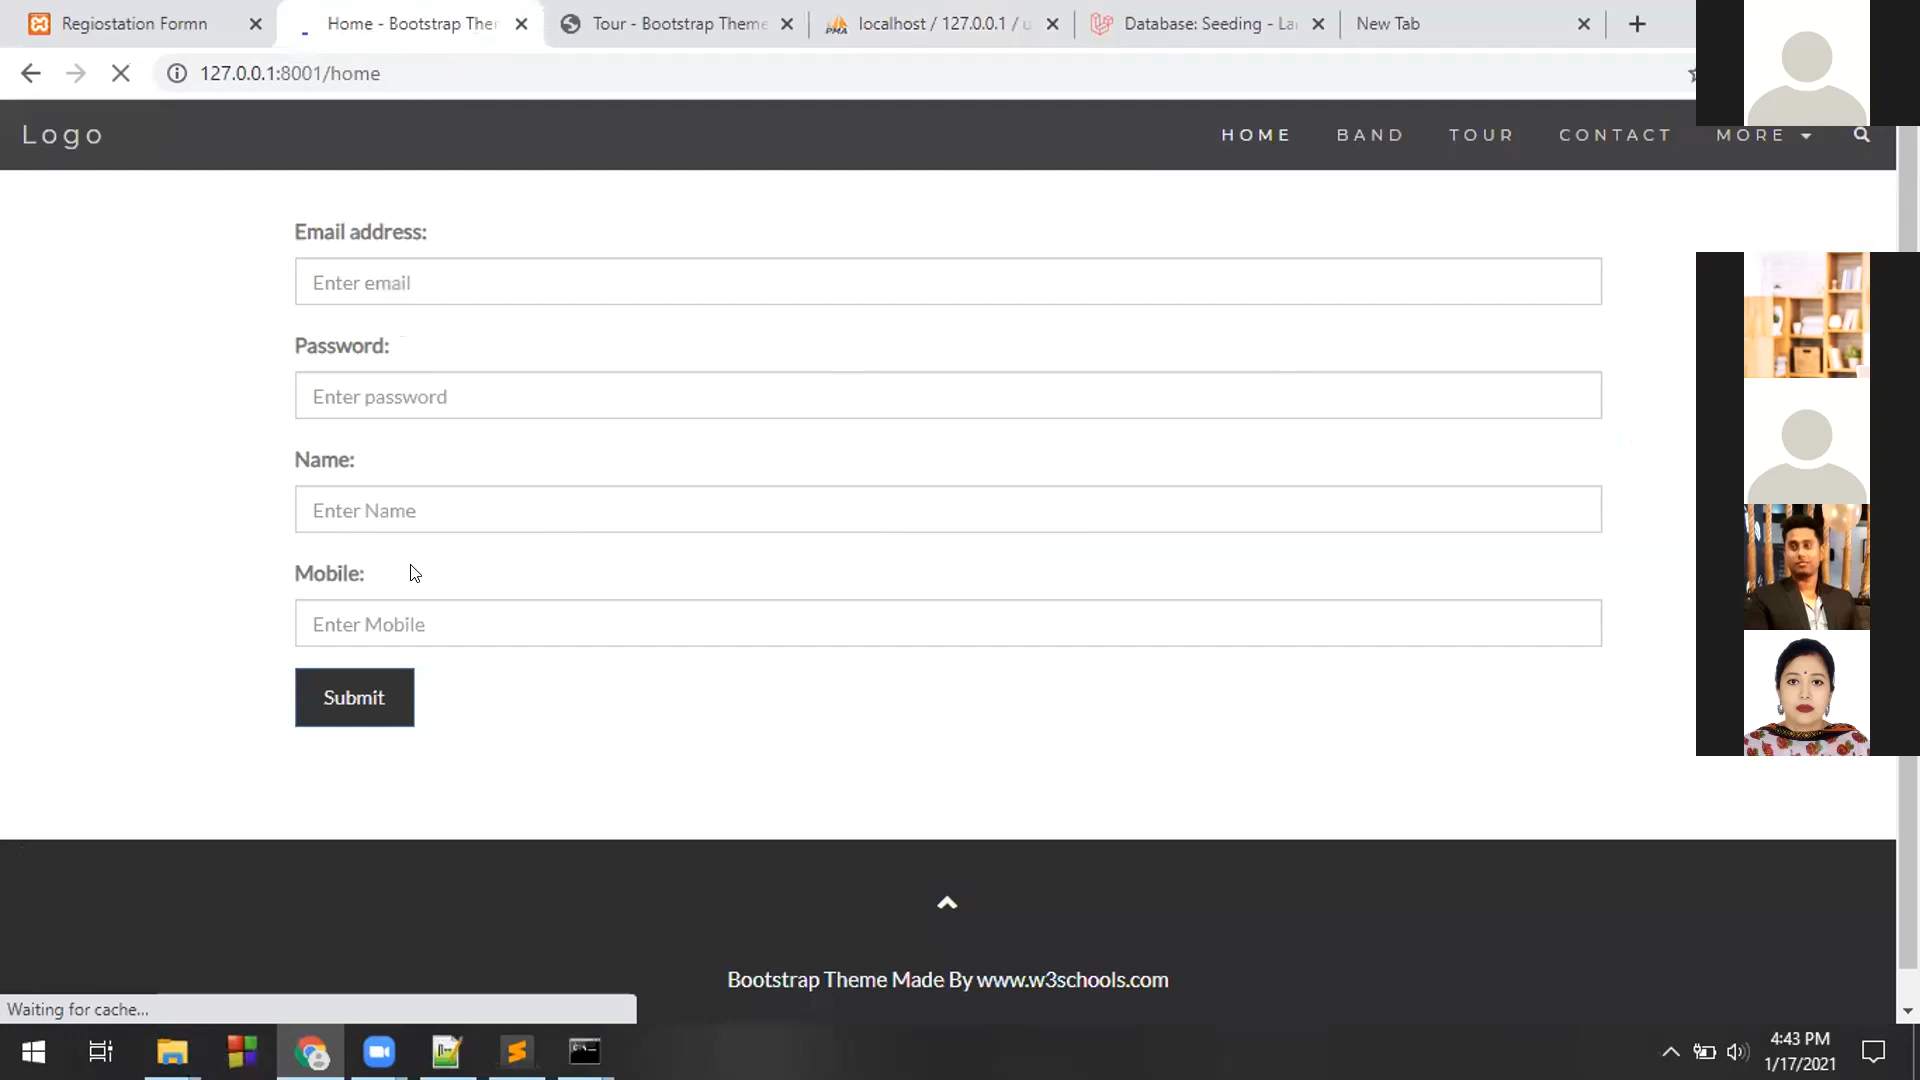 Regiostation Formn
Home - Bootstrap Ther
Tour - Bootstrap Theme
PMA
localhost / 127.0.0.1 / u
Database: Seeding - La
New Tab
127.0.0.1:8001/home
Logo
HOME
BAND
TOUR
CONTACT
MORE
Email address:
Enter email
Password:
Enter password
Name:
Enter Name
Mobile:
Enter Mobile
Submit
Bootstrap Theme Made By www.w3schools.com
Waiting for cache...
4:43 PM
1/17/2021